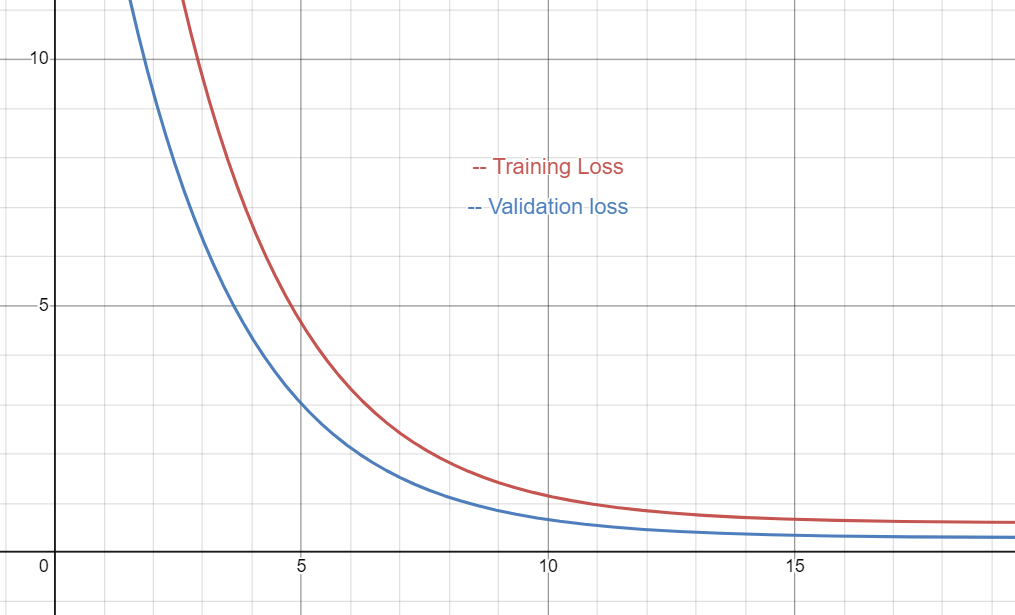 10
-- Training Loss
-- Validation loss
5
0 5 10 15